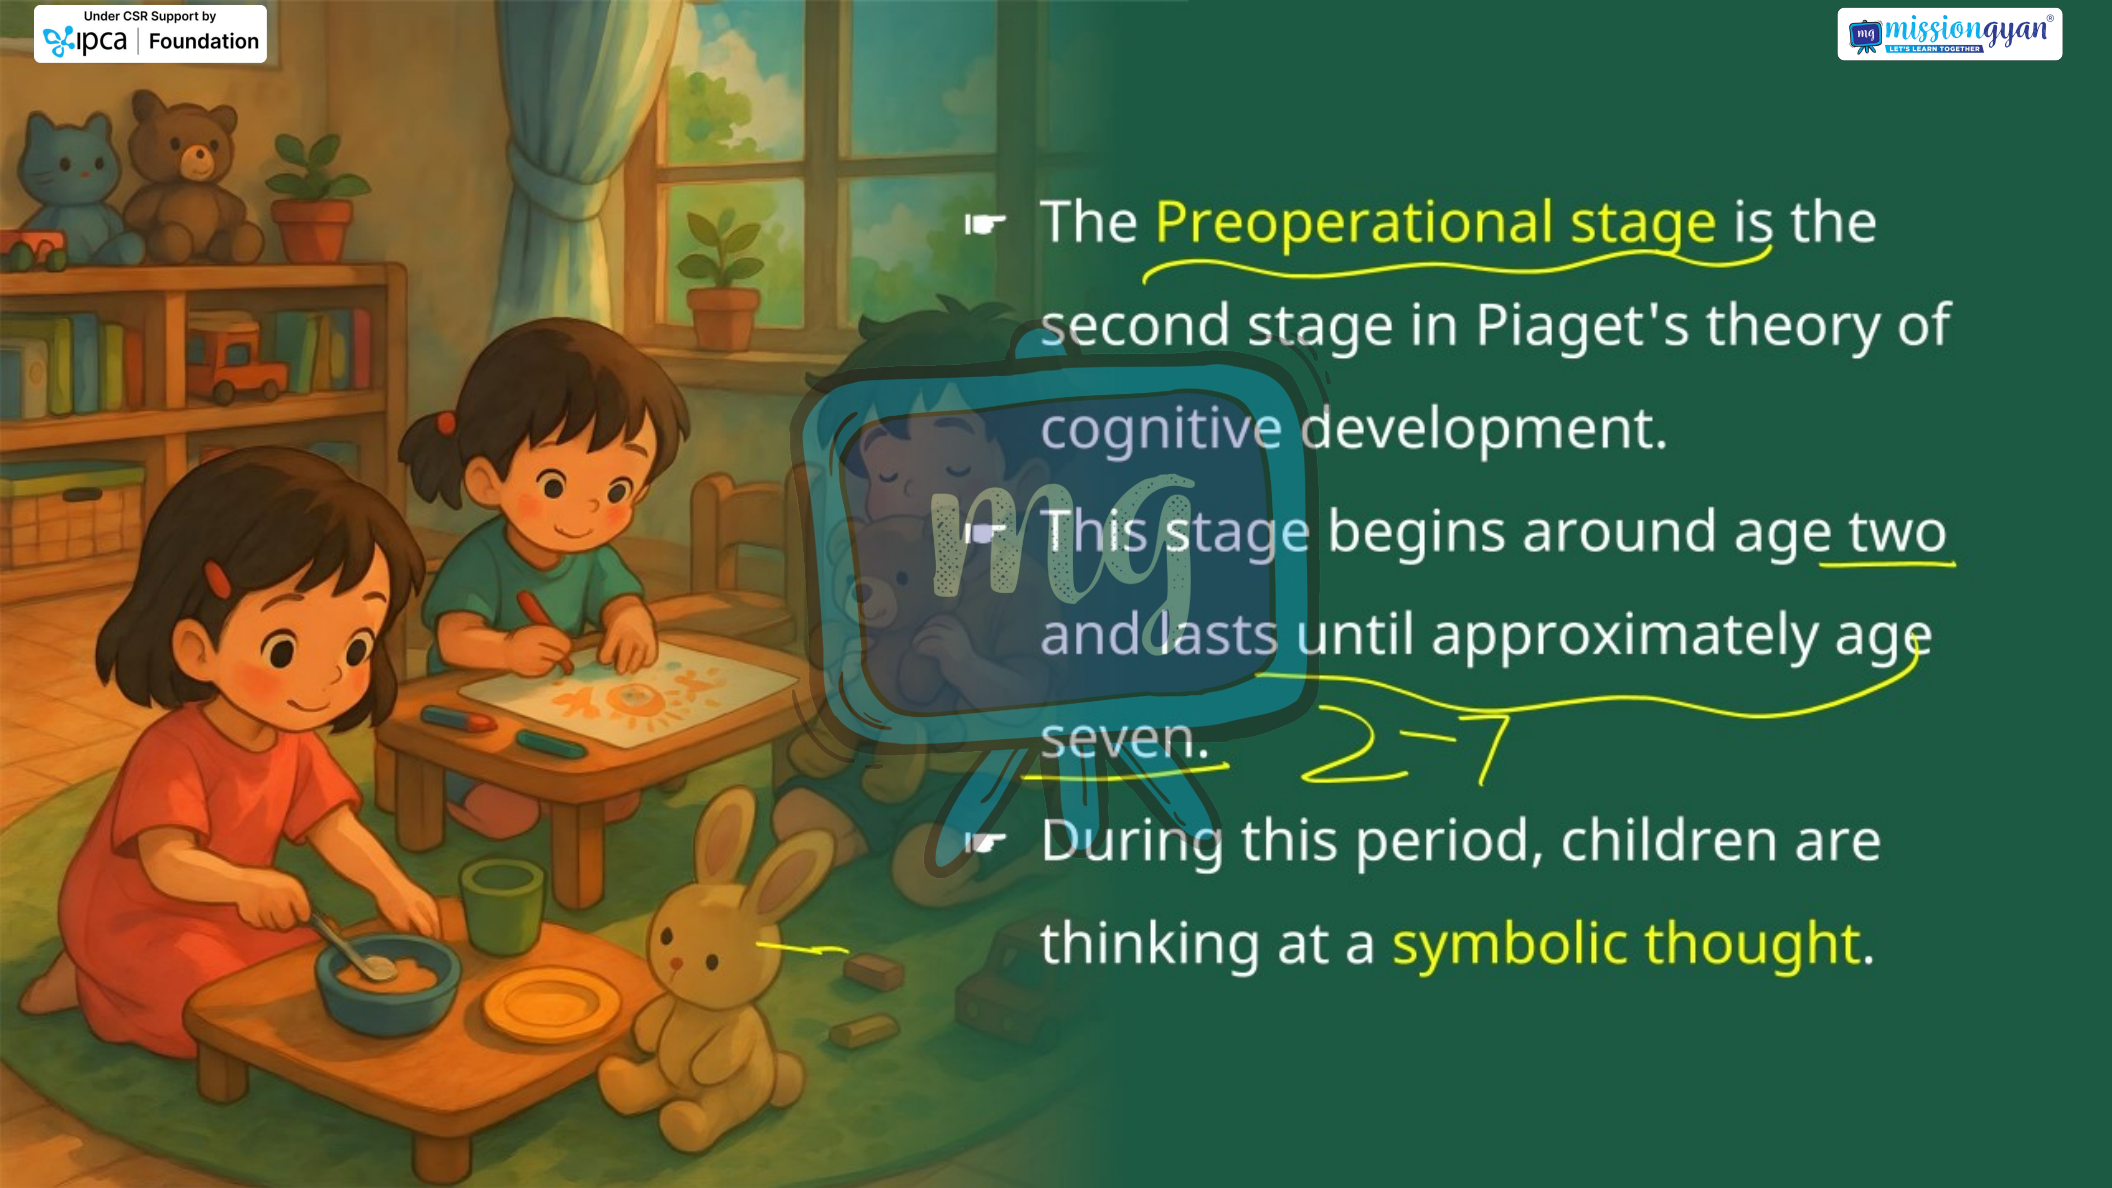 Under CSR Support by
ipca | Foundation
mg missiongyan®
LET'S LEARN TOGETHER
☛ The Preoperational stage is the
second stage in Piaget's theory of
cognitive development.
☛ This stage begins around age two
and lasts until approximately age
seven. 2-7
☛ During this period, children are
thinking at a symbolic thought.
mg